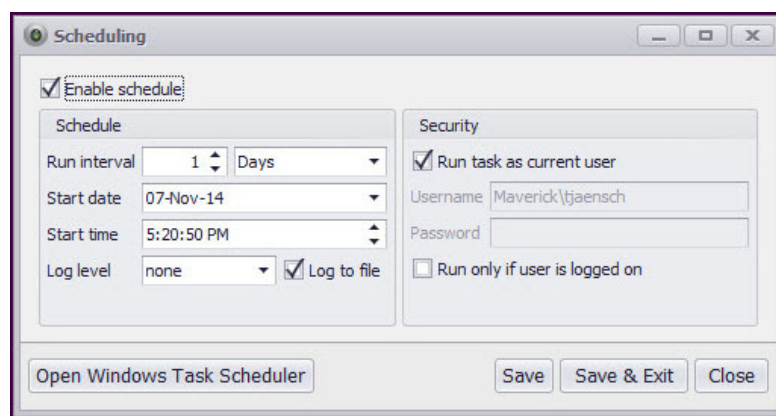 Scheduling
Enable schedule
Schedule
Run interval 1 Days
Start date 07-Nov-14
Start time 5:20:50 PM
Log level none Log to file
Security
Run task as current user
Username Maverick\tjaensch
Password
Run only if user is logged on
Open Windows Task Scheduler Save Save & Exit Close